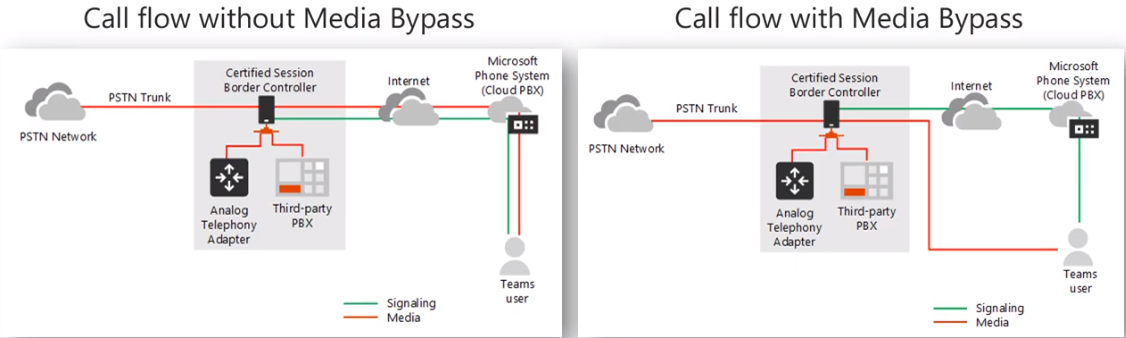 Call flow without Media Bypass
Call flow with Media Bypass
Certified Session
Border Controller
Internet
Microsoft
Phone System
(Cloud PBX)
PSTN Trunk
PSTN Network
Analog
Telephony
Adapter
Third-party
PBX
Teams
user
Signaling
Media
Certified Session
Border Controller
Internet
Microsoft
Phone System
(Cloud PBX)
PSTN Trunk
PSTN Network
Analog
Telephony
Adapter
Third-party
PBX
Teams
user
Signaling
Media